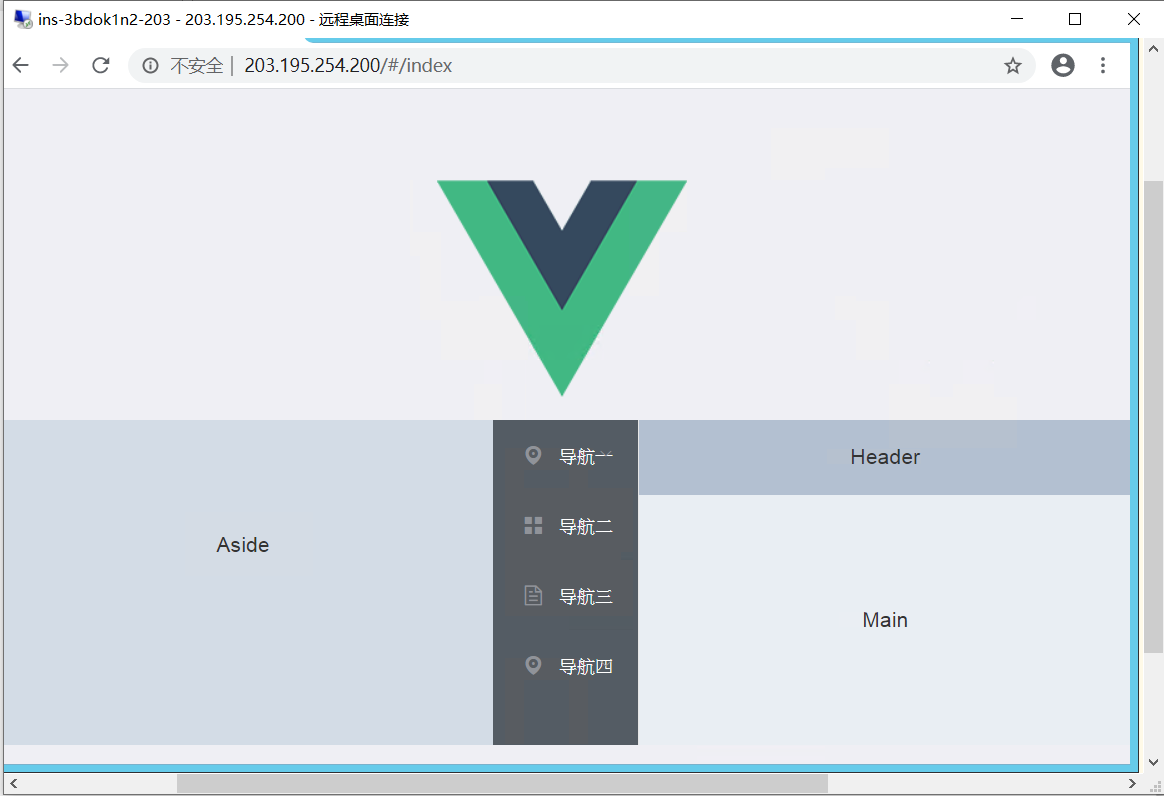 ins-3bdok1n2-203 - 203.195.254.200 - 远程桌面连接
不安全 | 203.195.254.200/#/index
导航一
Header
导航二
Aside
导航三
Main
导航四